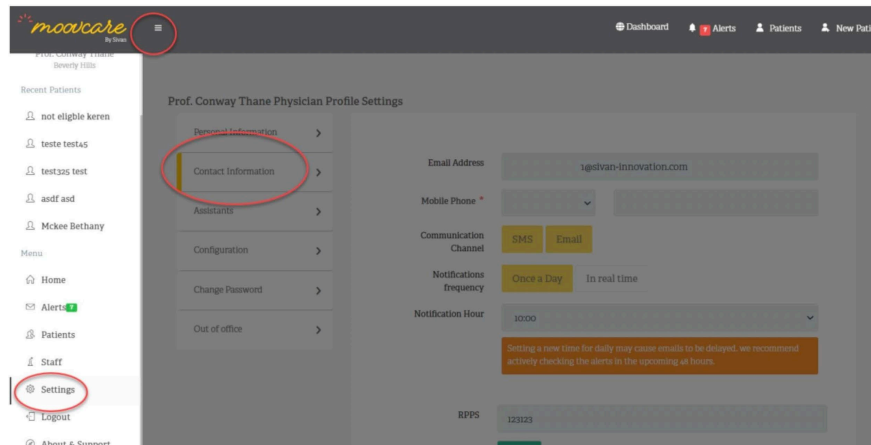 moovcare
By Sivan
Dashboard
7 Alerts
Patients
New Pati
Prof. Conway Thane
Beverly Hills
Recent Patients
not eligble keren
teste test45
test325 test
asdf asd
Mckee Bethany
Menu
Home
Alerts 7
Patients
Staff
Settings
Logout
About & Support
Prof. Conway Thane Physician Profile Settings
Personal Information
Contact Information
Assistants
Configuration
Change Password
Out of office
Email Address
1@sivan-innovation.com
Mobile Phone *
Communication
Channel
SMS Email
Notifications
frequency
Once a Day In real time
Notification Hour
10:00
Setting a new time for daily may cause emails to be delayed, we recommend
actively checking the alerts in the upcoming 48 hours.
RPPS
123123